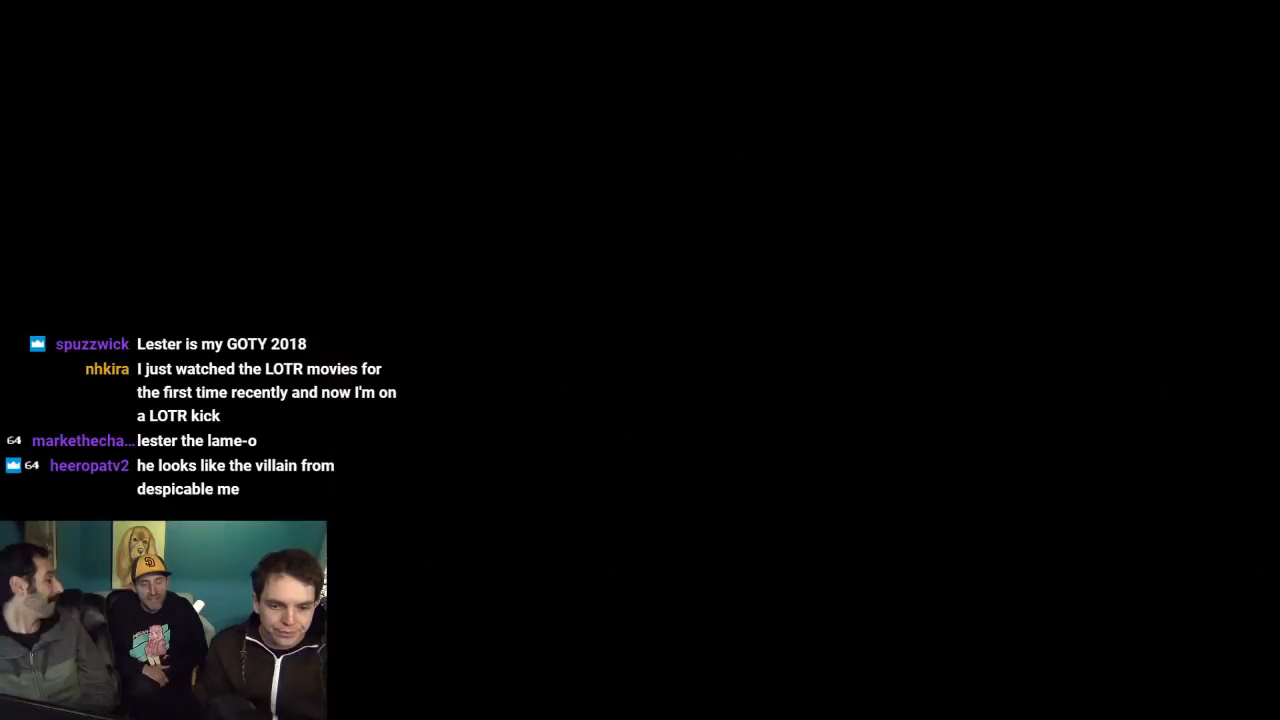 spuzzwick Lester is my GOTY 2018
nhkira I just watched the LOTR movies for
the first time recently and now I'm on
a LOTR kick
64 markethecha... lester the lame-o
64 heeropatv2 he looks like the villain from
despicable me